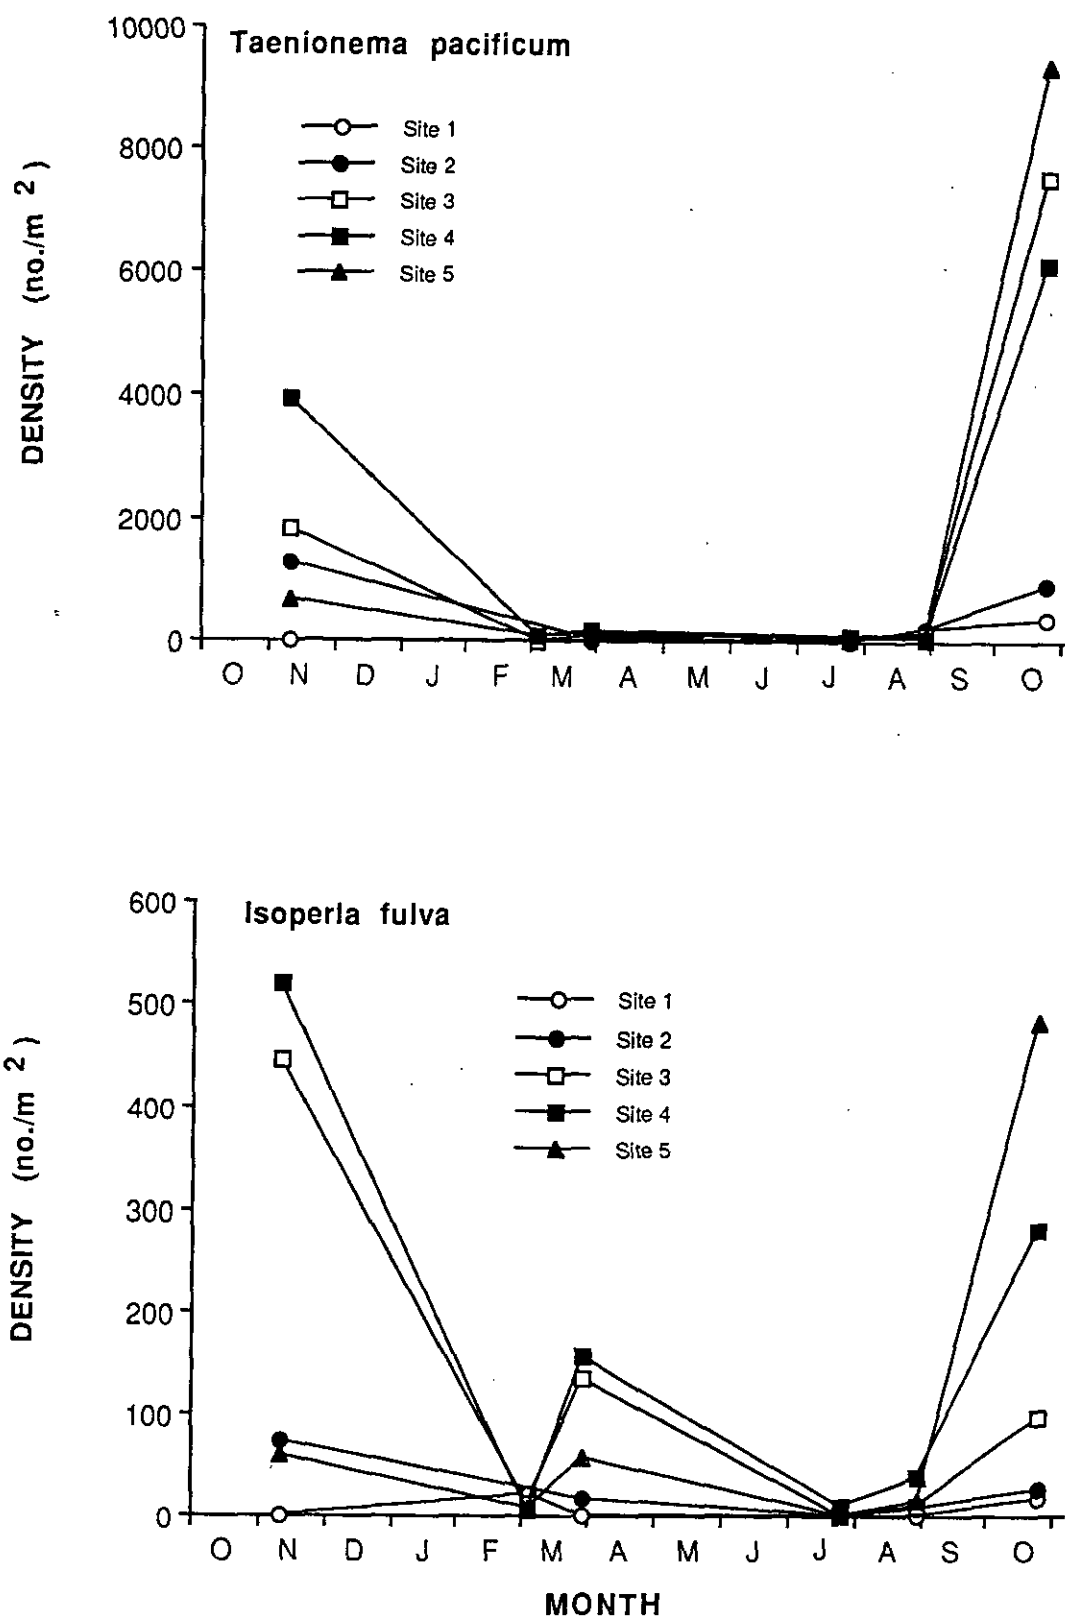 Taenionema pacificum
10000
8000
6000
4000
2000
0
DENSITY (no./m 2)
Site 1
Site 2
Site 3
Site 4
Site 5
O N D J F M A M J J A S O
Isoperla fulva
600
500
400
300
200
100
0
DENSITY (no./m 2)
Site 1
Site 2
Site 3
Site 4
Site 5
O N D J F M A M J J A S O
MONTH